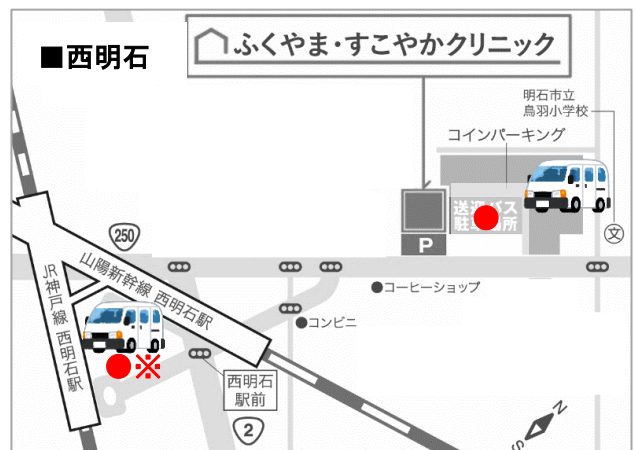 ■西明石
ふくやま・すこやかクリニック
明石市立
鳥羽小学校
コインパーキング
送迎バス
駐車場所
P
文
250
山陽新幹線 西明石駅
JR神戸線 西明石駅
●コーヒーショップ
●コンビニ
※
西明石
駅前
2
N
S